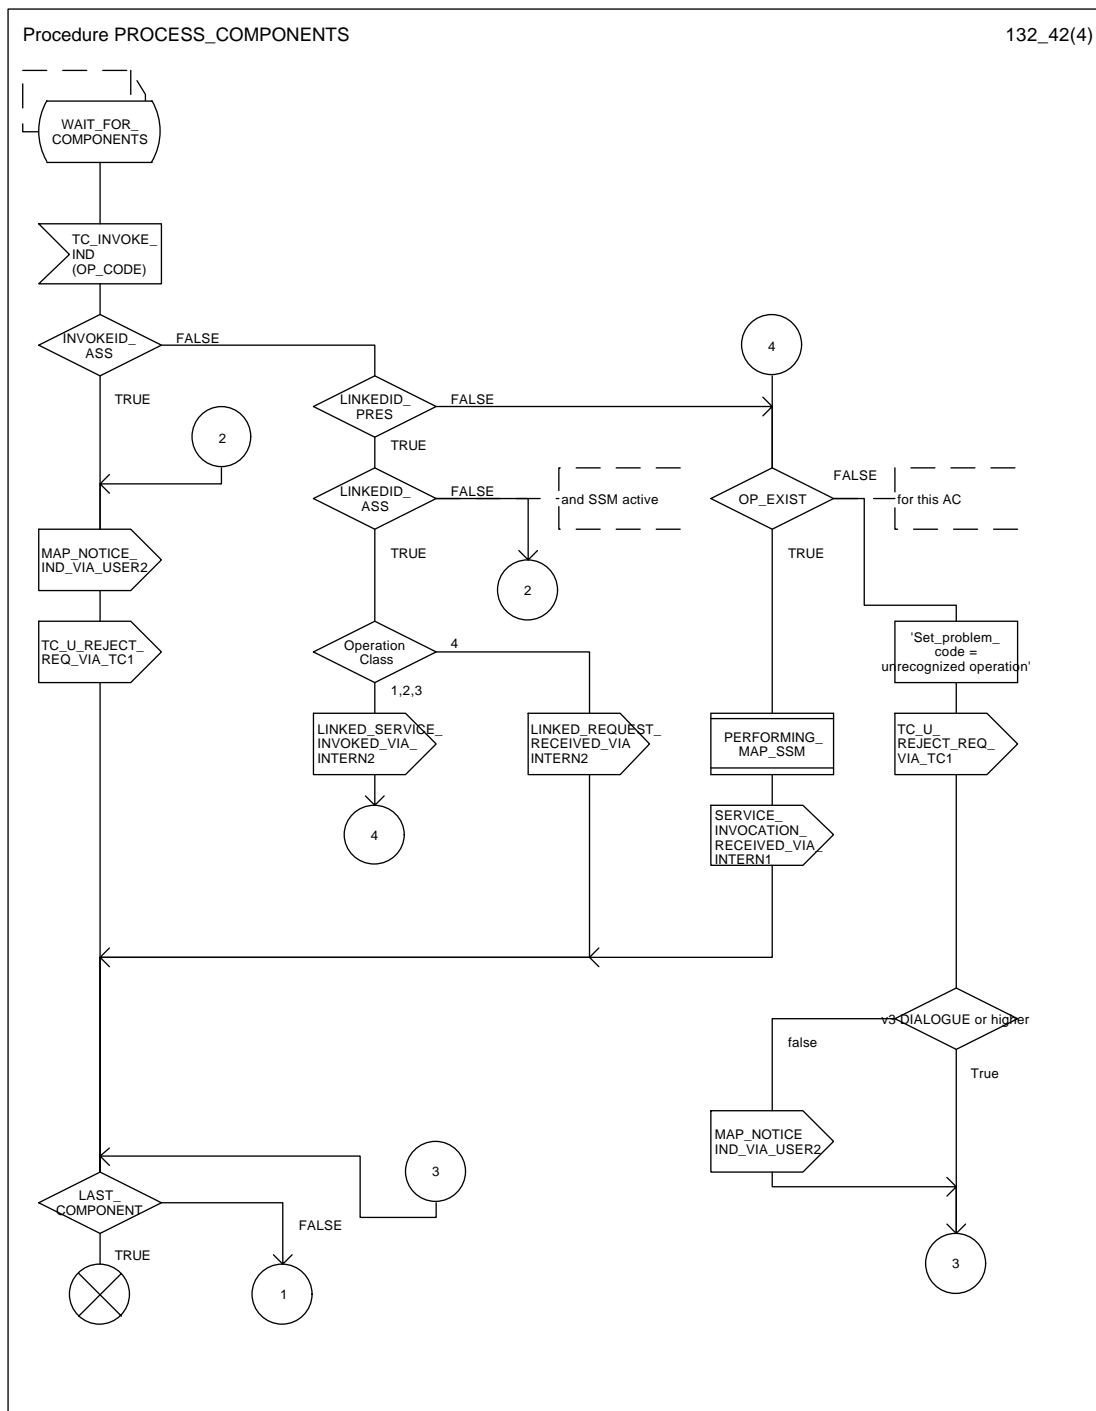 Procedure PROCESS_COMPONENTS
132_42(4)
WAIT_FOR_
COMPONENTS
TC_INVOKE_
IND
(OP_CODE)
INVOKEID_
ASS
FALSE
TRUE
4
LINKEDID_
PRES
FALSE
TRUE
2
LINKEDID_
ASS
FALSE
and SSM active
TRUE
OP_EXIST
FALSE
for this AC
TRUE
MAP_NOTICE_
IND_VIA_USER2
2
TC_U_REJECT_
REQ_VIA_TC1
Operation
Class
4
1,2,3
'Set_problem_
code =
unrecognized operation'
LINKED_SERVICE_
INVOKED_VIA_
INTERN2
LINKED_REQUEST_
RECEIVED_VIA
INTERN2
PERFORMING_
MAP_SSM
TC_U_
REJECT_REQ_
VIA_TC1
4
SERVICE_
INVOCATION_
RECEIVED_VIA_
INTERN1
v3 DIALOGUE or higher
false
True
MAP_NOTICE
IND_VIA_USER2
3
LAST_
COMPONENT
FALSE
TRUE
1
3